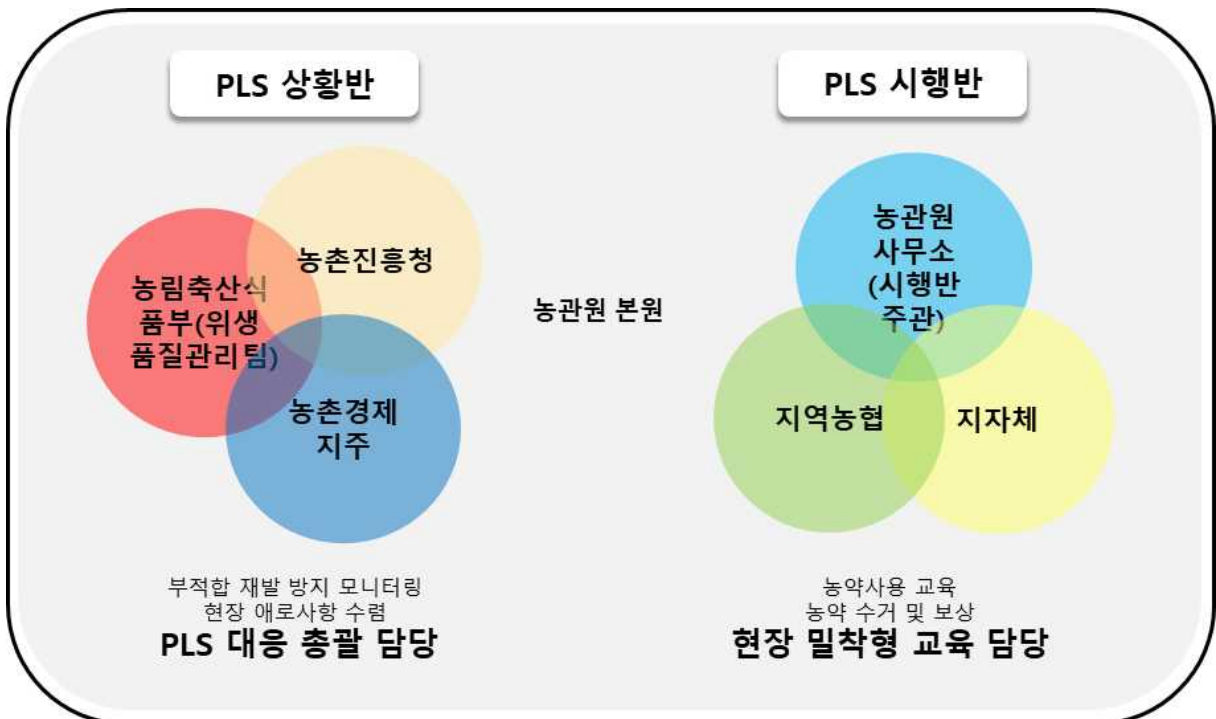 PLS 상황반
농촌진흥청
농림축산식
품부(위생
품질관리팀)
농촌경제
지주
부적합 재발 방지 모니터링
현장 애로사항 수렴
PLS 대응 총괄 담당
농관원 본원
PLS 시행반
농관원
사무소
(시행반
주관)
지역농협
지자체
농약사용 교육
농약 수거 및 보상
현장 밀착형 교육 담당